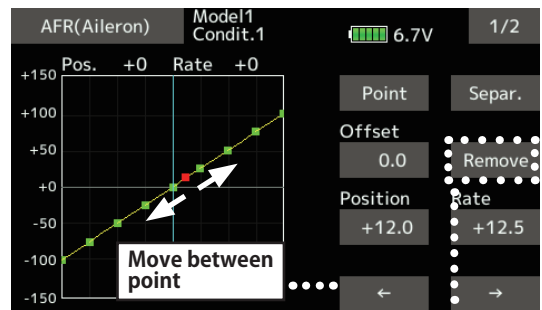 AFR(Aileron)
Model1
Condit.1
6.7V
1/2
Pos. +0 Rate +0
+150
+100
+50
+0
-50
-100
-150
Point
Separ.
Offset
0.0
Remove
Position
Rate
+12.0
+12.5
Move between
point
←
→